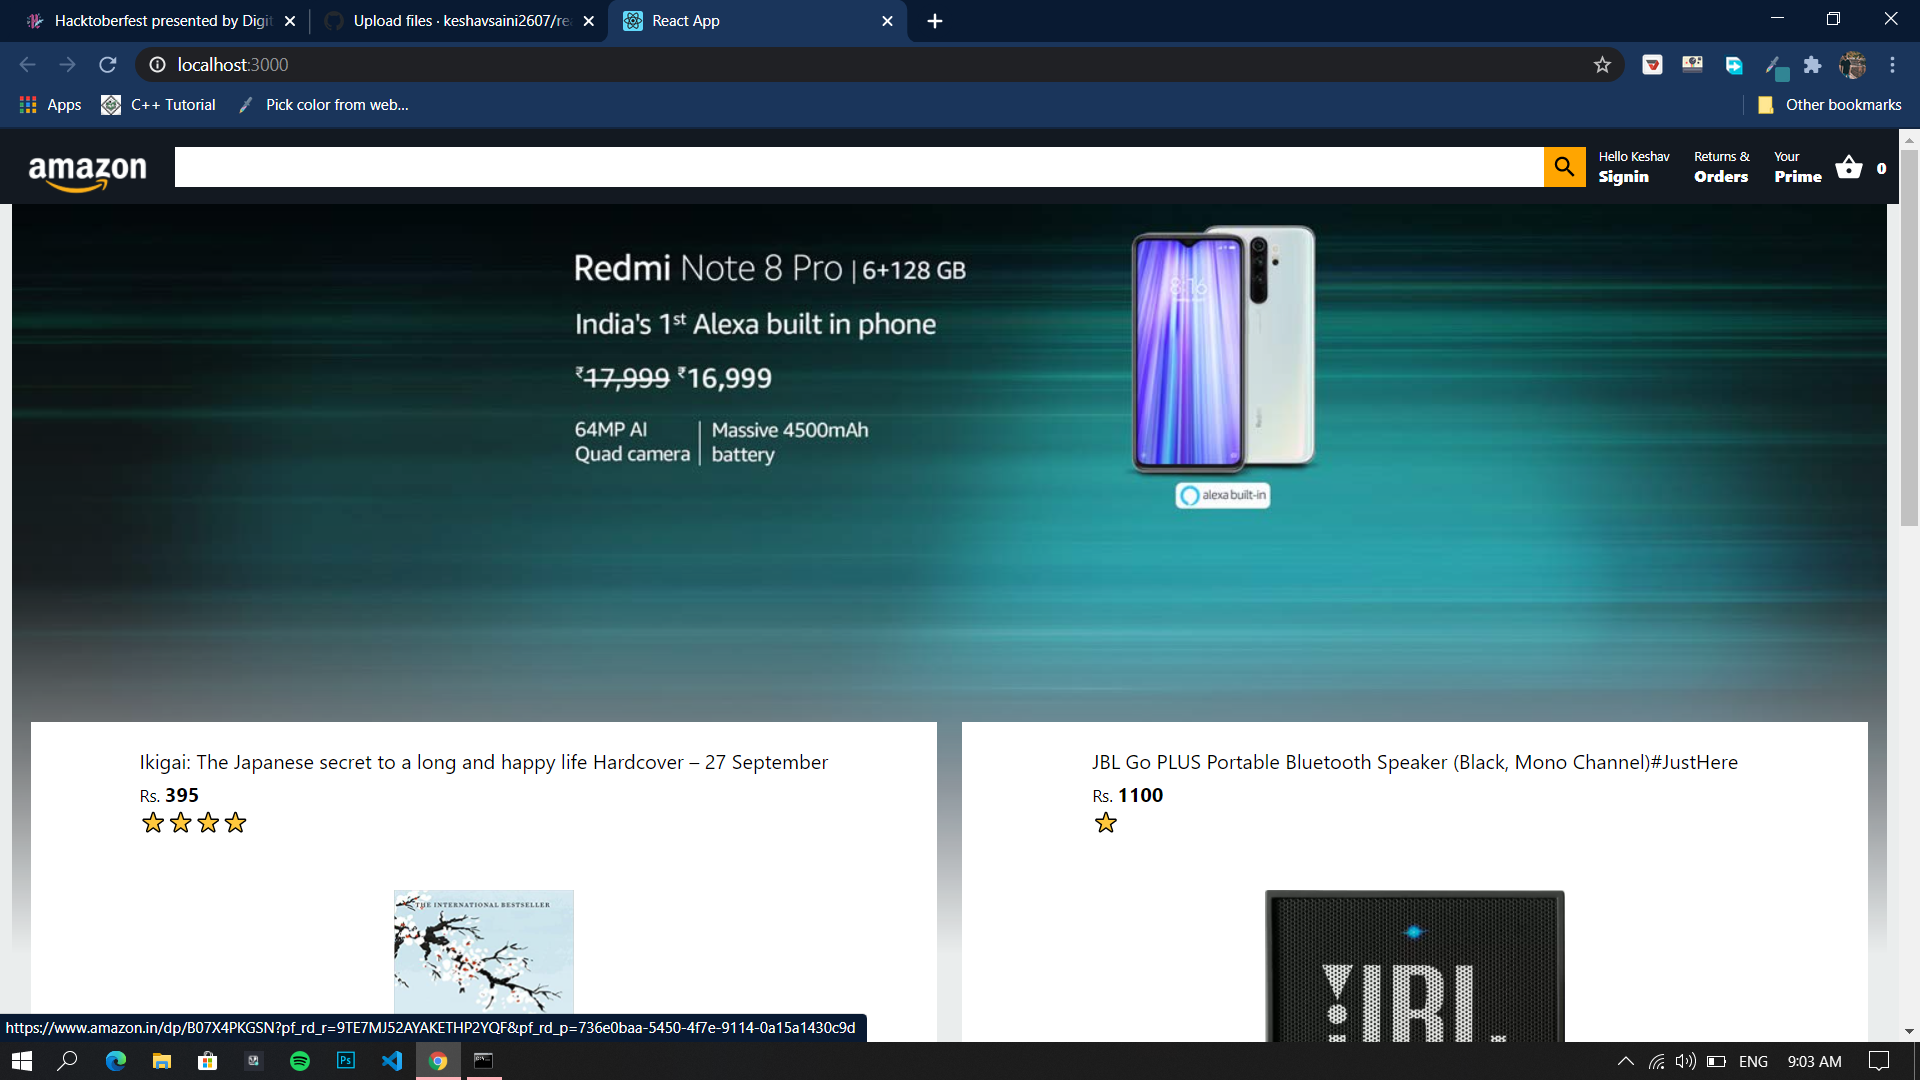 Hacktoberfest presented by Digit
Upload files · keshavsaini2607/re
React App
localhost:3000
Apps
C++ Tutorial
Pick color from web...
Other bookmarks
amazon
Hello Keshav
Signin
Returns &
Orders
Your
Prime
0
Redmi Note 8 Pro | 6+128 GB
India's 1st Alexa built in phone
₹17,999 ₹16,999
64MP AI
Quad camera
Massive 4500mAh
battery
8:16
alexa built-in
Ikigai: The Japanese secret to a long and happy life Hardcover – 27 September
Rs. 395
JBL Go PLUS Portable Bluetooth Speaker (Black, Mono Channel)#JustHere
Rs. 1100
THE INTERNATIONAL BESTSELLER
JBL
https://www.amazon.in/dp/B07X4PKGSN?pf_rd_r=9TE7MJ52AYAKETHP2YQF&pf_rd_p=736e0baa-5450-4f7e-9114-0a15a1430c9d
Ps
ENG
9:03 AM